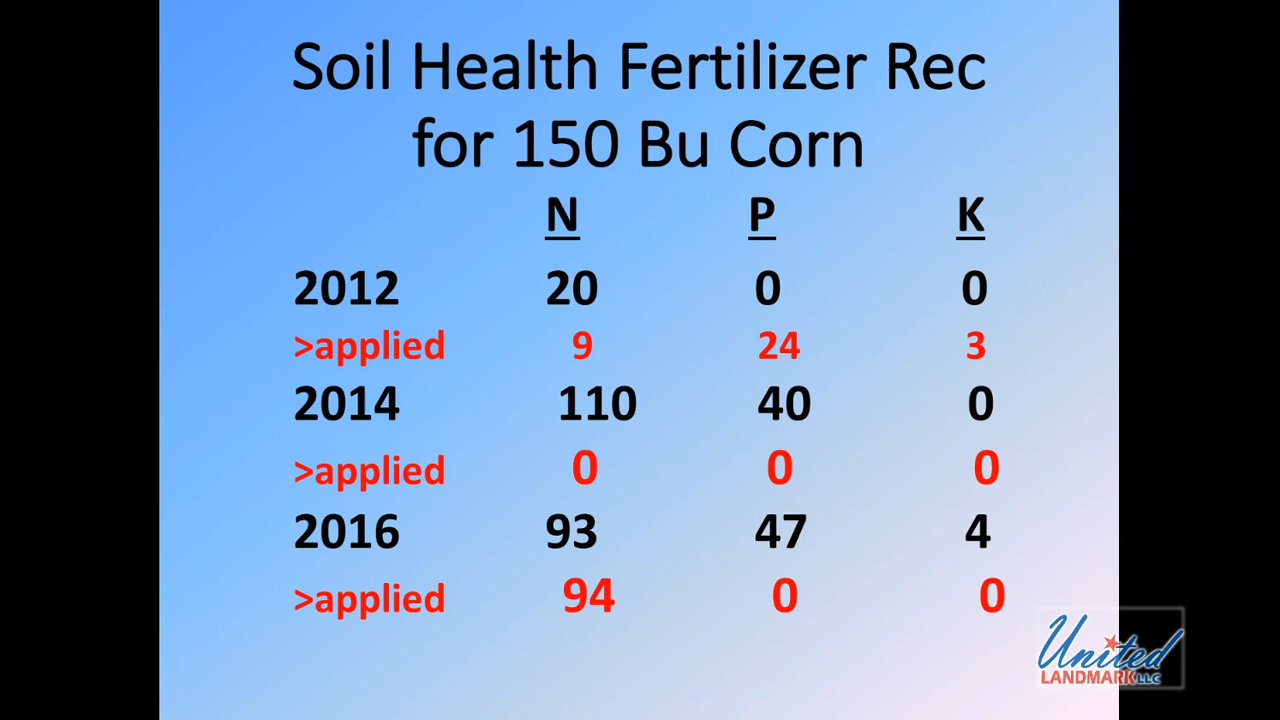 Soil Health Fertilizer Rec
for 150 Bu Corn
N P K
2012 20 0 0
>applied 9 24 3
2014 110 40 0
>applied 0 0 0
2016 93 47 4
>applied 94 0 0
United
LANDMARK LLC